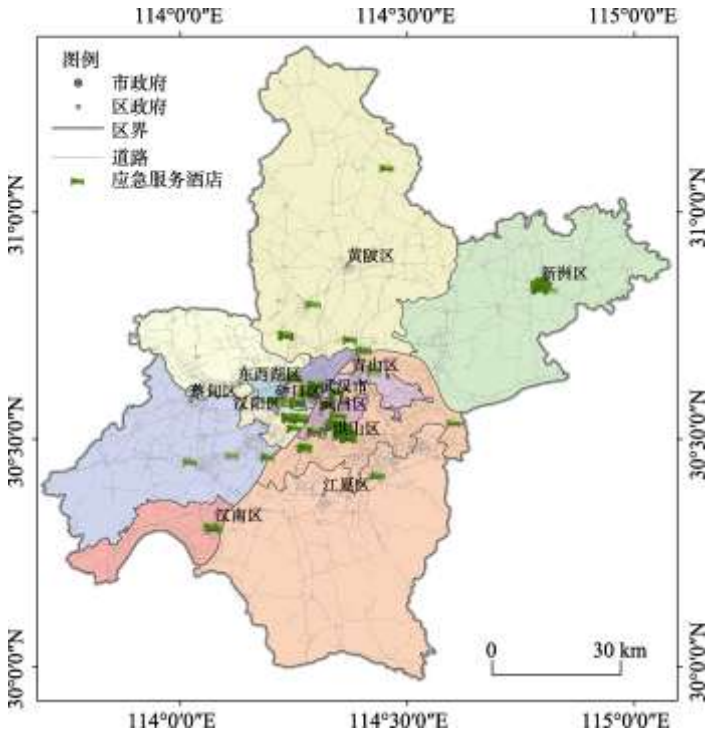 114°0′0″E
114°30′0″E
115°0′0″E
图例
市政府
区政府
区界
道路
应急服务酒店
31°0′0″N
31°0′0″N
黄陂区
新洲区
青山区
东西湖区
武汉市
蔡甸区
汉阳区
武昌区
洪山区
30°30′0″N
30°30′0″N
江夏区
汉南区
0
30 km
30°0′0″N
30°0′0″N
114°0′0″E
114°30′0″E
115°0′0″E